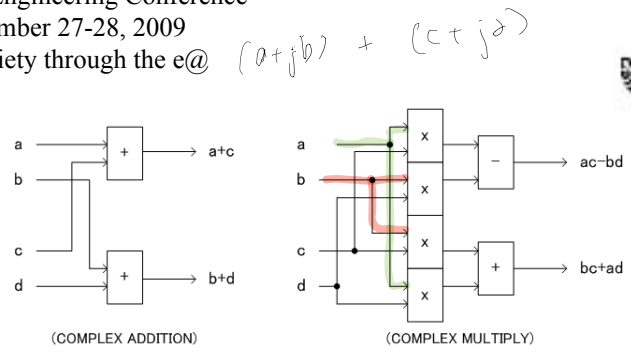 Engineering Conference
mber 27-28, 2009
iety through the e@ (a+jb) + (c+jd)
a
b
c
d
+
+
a+c
b+d
(COMPLEX ADDITION)
a
b
c
d
x
x
x
x
−
+
ac−bd
bc+ad
(COMPLEX MULTIPLY)